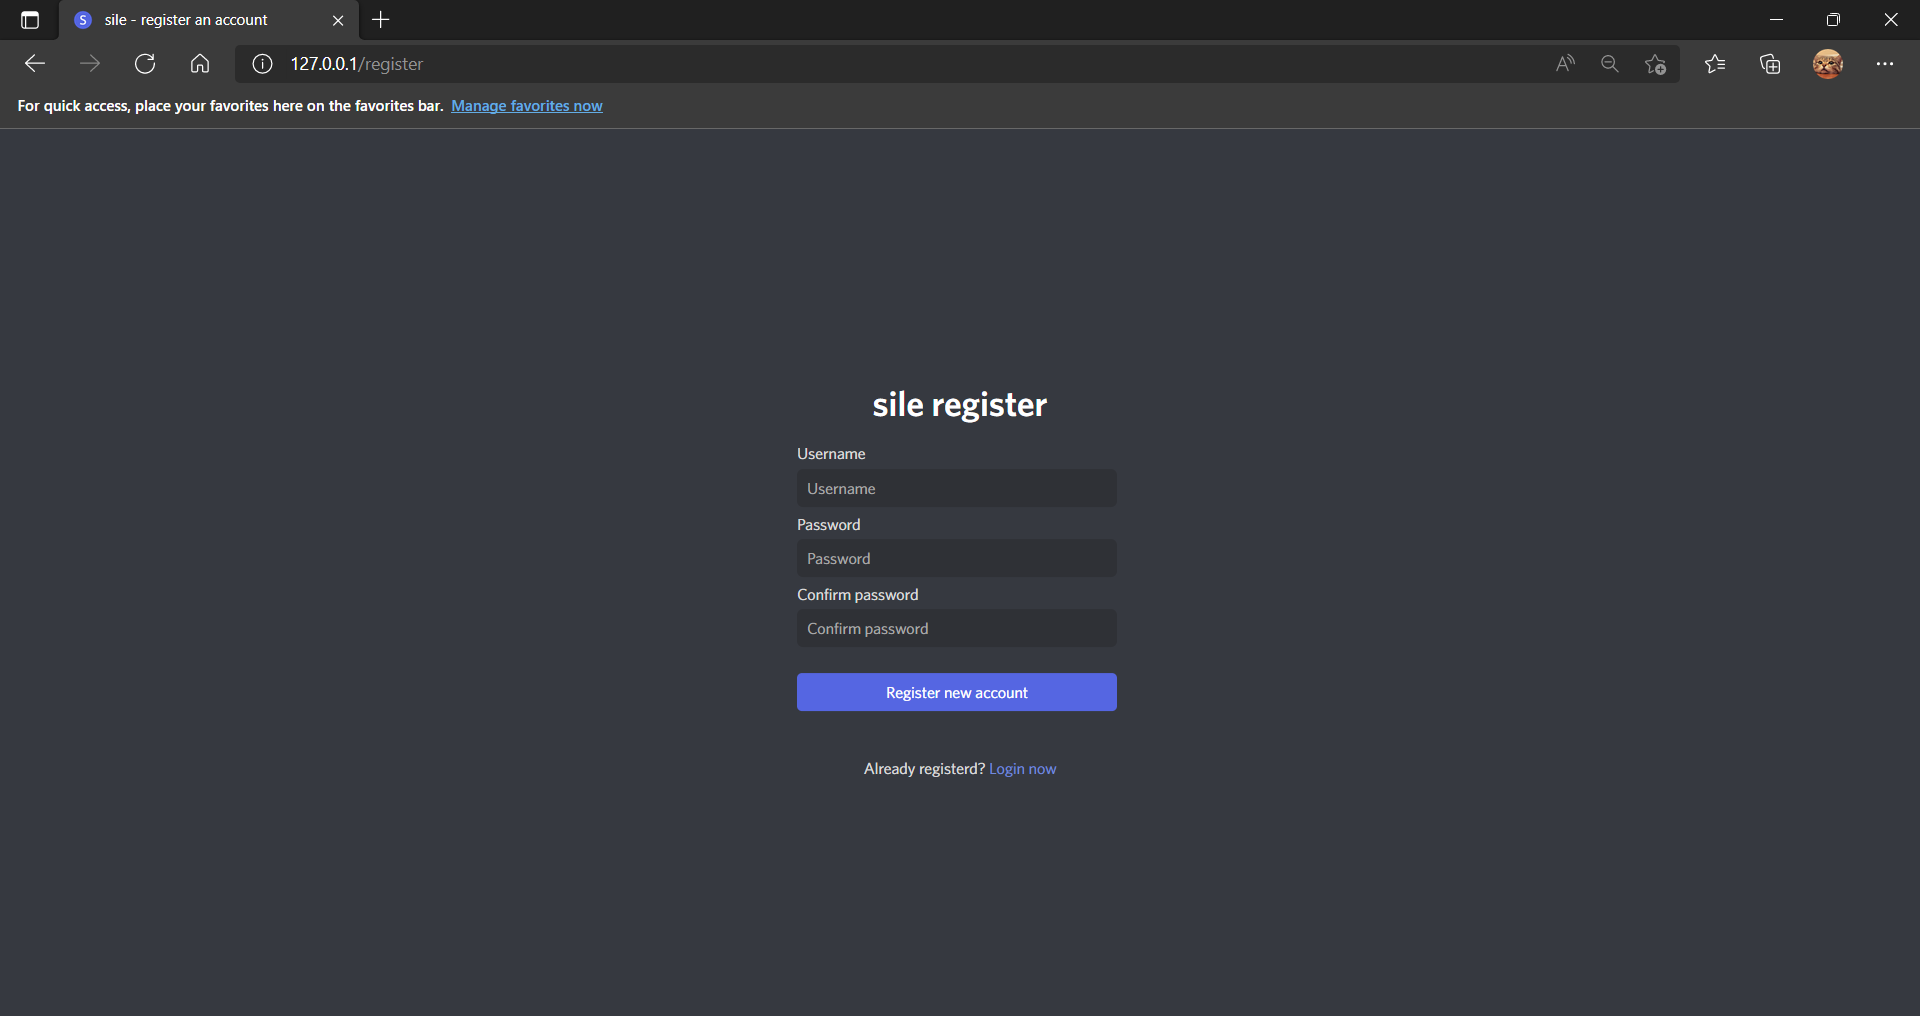 S sile - register an account
127.0.0.1/register
For quick access, place your favorites here on the favorites bar. Manage favorites now
sile register
Username
Username
Password
Password
Confirm password
Confirm password
Register new account
Already registerd? Login now